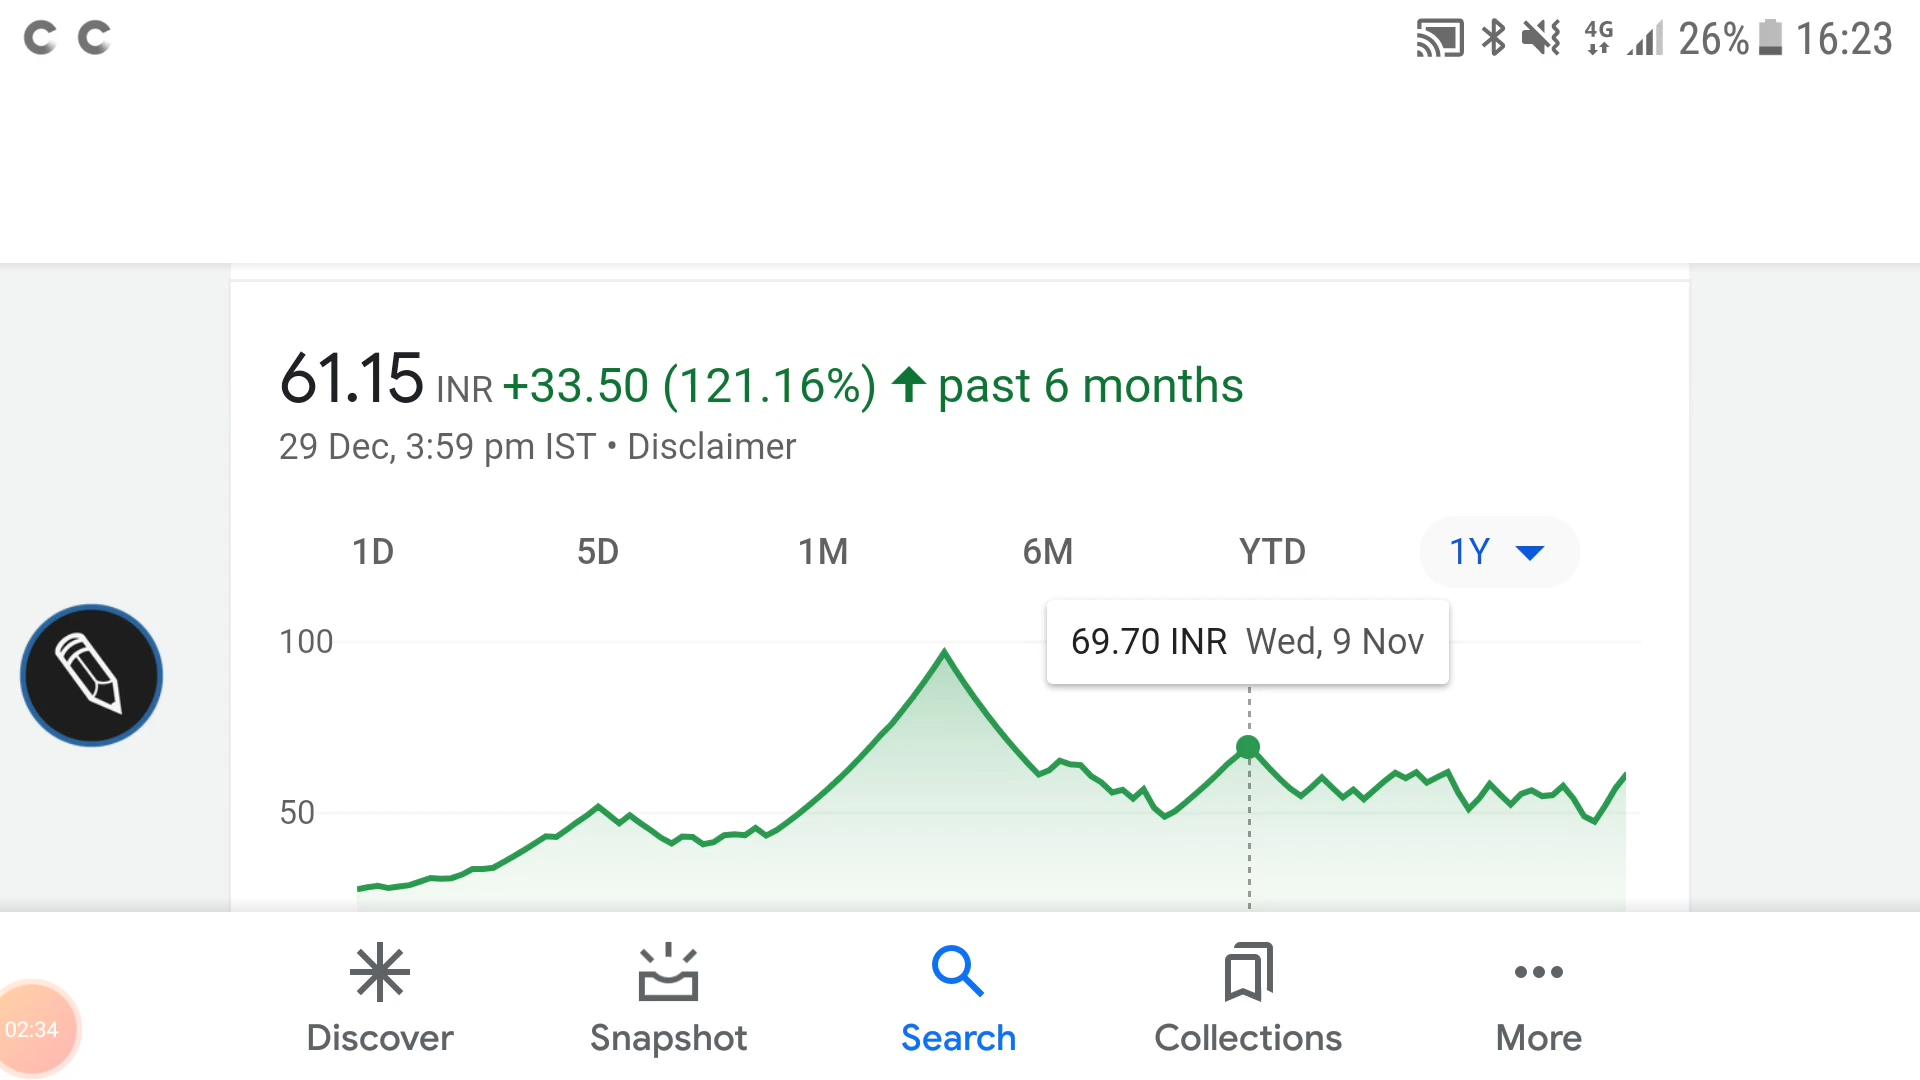 4G 26% 16:23
61.15 INR +33.50 (121.16%) ↑ past 6 months
29 Dec, 3:59 pm IST • Disclaimer
1D 5D 1M 6M YTD 1Y
100
69.70 INR Wed, 9 Nov
50
02:34
Discover Snapshot Search Collections More